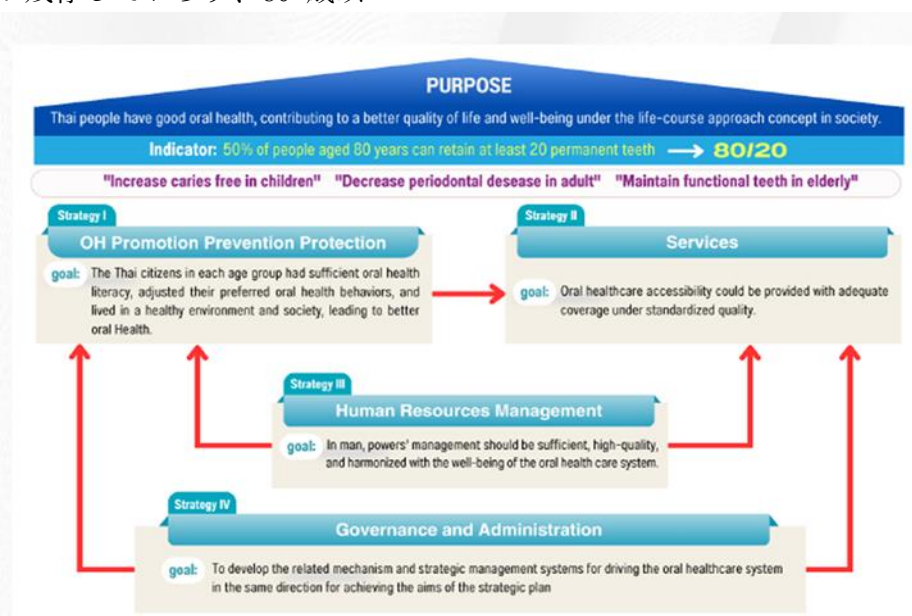 PURPOSE
Thai people have good oral health, contributing to a better quality of life and well-being under the life-course approach concept in society.
Indicator: 50% of people aged 80 years can retain at least 20 permanent teeth → 80/20
"Increase caries free in children" "Decrease periodontal desease in adult" "Maintain functional teeth in elderly"
Strategy I
OH Promotion Prevention Protection
goal: The Thai citizens in each age group had sufficient oral health
literacy, adjusted their preferred oral health behaviors, and
lived in a healthy environment and society, leading to better
oral Health.
Strategy II
Services
goal: Oral healthcare accessibility could be provided with adequate
coverage under standardized quality.
Strategy III
Human Resources Management
goal: In man, powers' management should be sufficient, high-quality,
and harmonized with the well-being of the oral health care system.
Strategy IV
Governance and Administration
goal: To develop the related mechanism and strategic management systems for driving the oral healthcare system
in the same direction for achieving the aims of the strategic plan